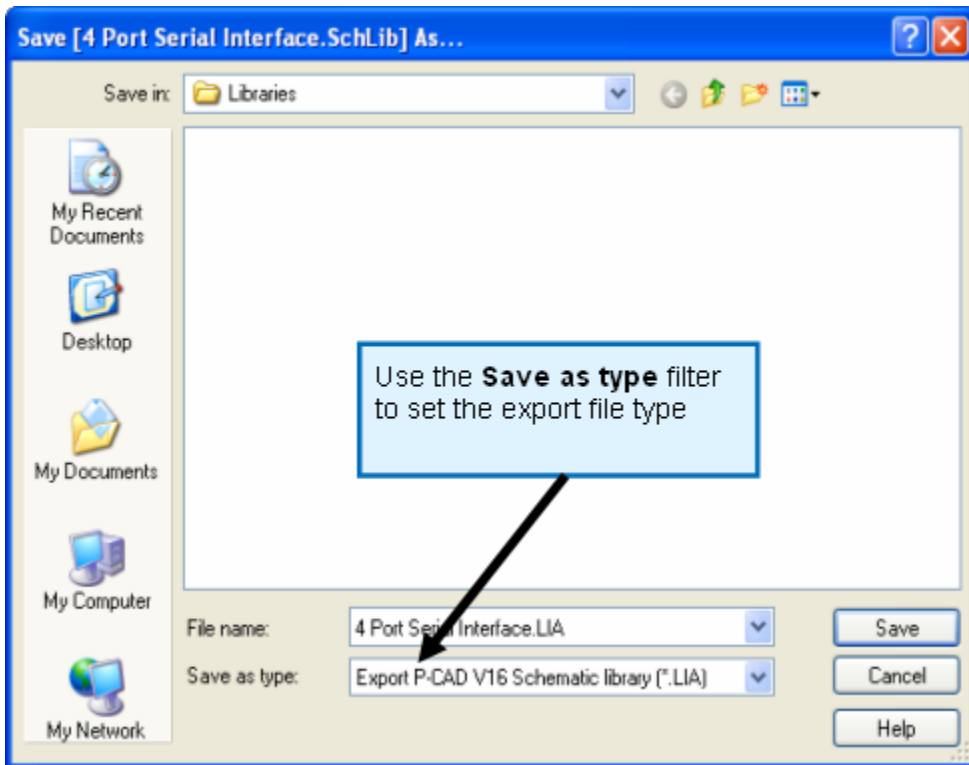 Save [4 Port Serial Interface.SchLib] As...
Save in:
Libraries
My Recent
Documents
Desktop
My Documents
My Computer
My Network
Use the Save as type filter
to set the export file type
File name:
4 Port Serial Interface.LIA
Save
Save as type:
Export P-CAD V16 Schematic library (*.LIA)
Cancel
Help